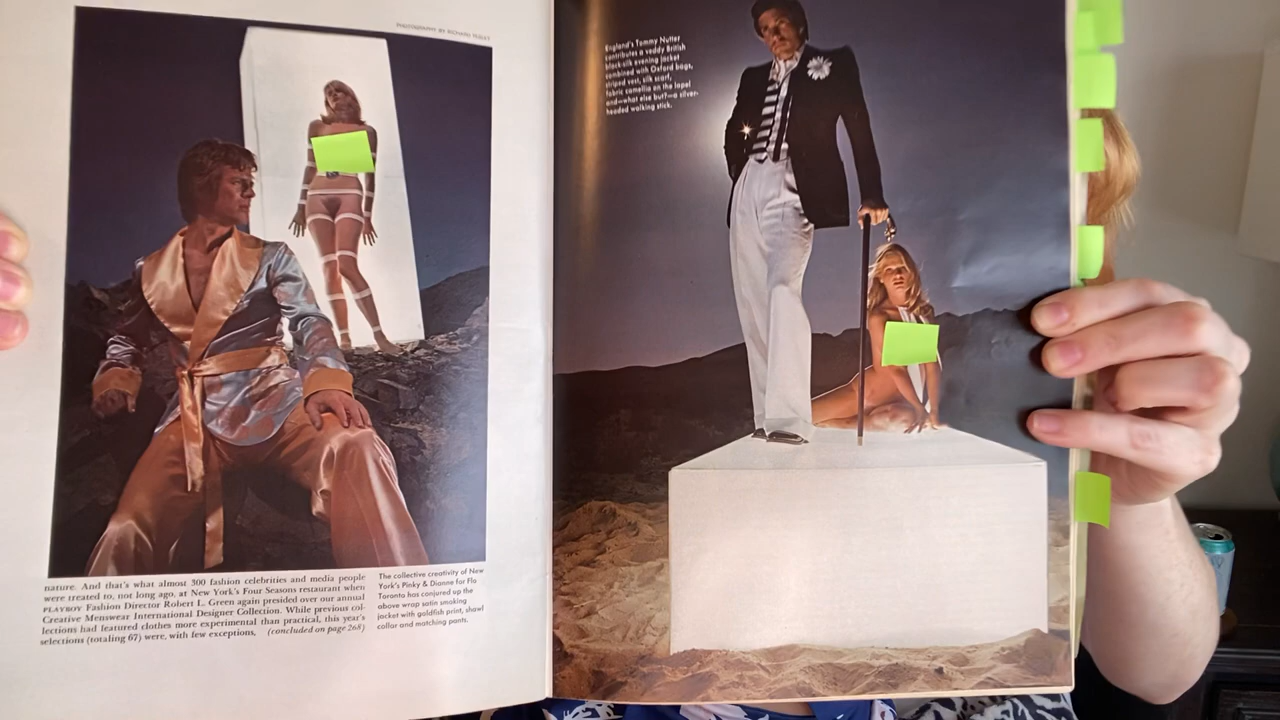 PHOTOGRAPHY BY RICHARD FEGLEY
England's Tommy Nutter
contributes a veddy British
black-silk evening jacket
combined with Oxford bags,
striped vest, silk scarf,
fabric camellia on the lapel
and—what else but?—a silver-
headed walking stick.
nature. And that's what almost 300 fashion celebrities and media people
were treated to, not long ago, at New York's Four Seasons restaurant when
PLAYBOY Fashion Director Robert L. Green again presided over our annual
Creative Menswear International Designer Collection. While previous col-
lections had featured clothes more experimental than practical, this year's
selections (totaling 67) were, with few exceptions, (concluded on page 268)
The collective creativity of New
York's Pinky & Dianne for Flo
Toronto has conjured up the
above wrap satin smoking
jacket with goldfish print, shawl
collar and matching pants.